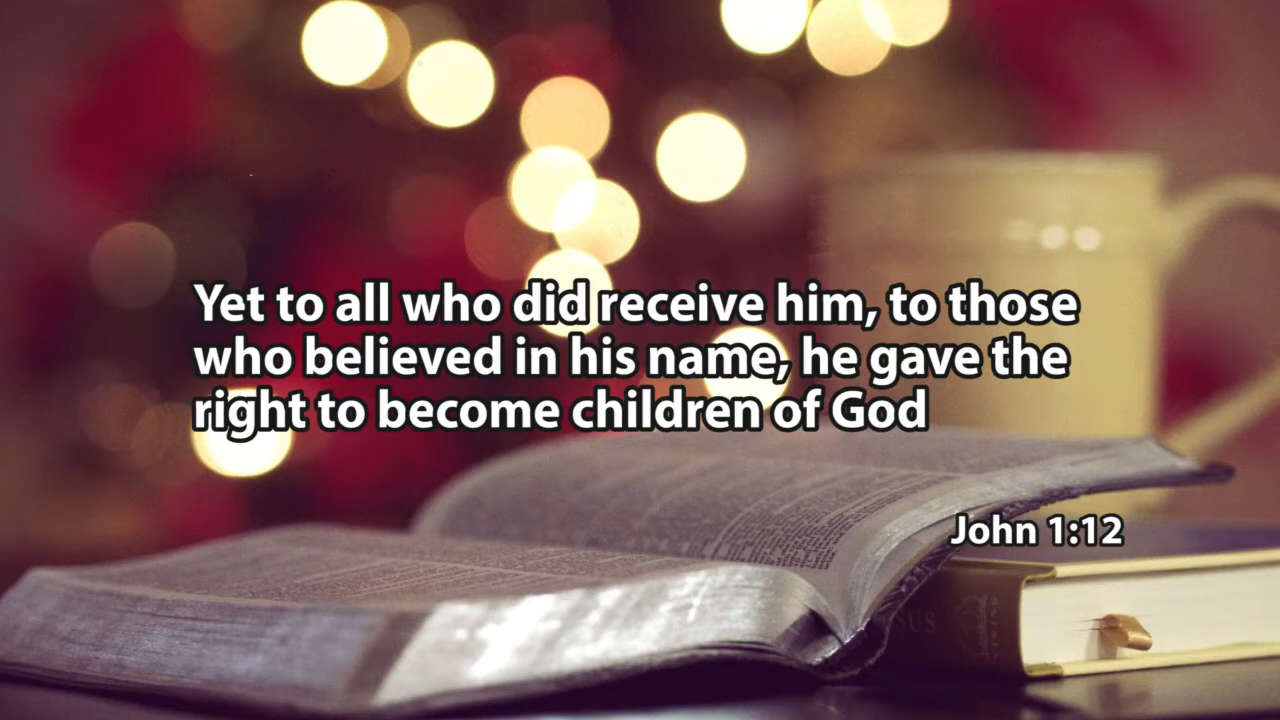 Yet to all who did receive him, to those
who believed in his name, he gave the
right to become children of God
John 1:12